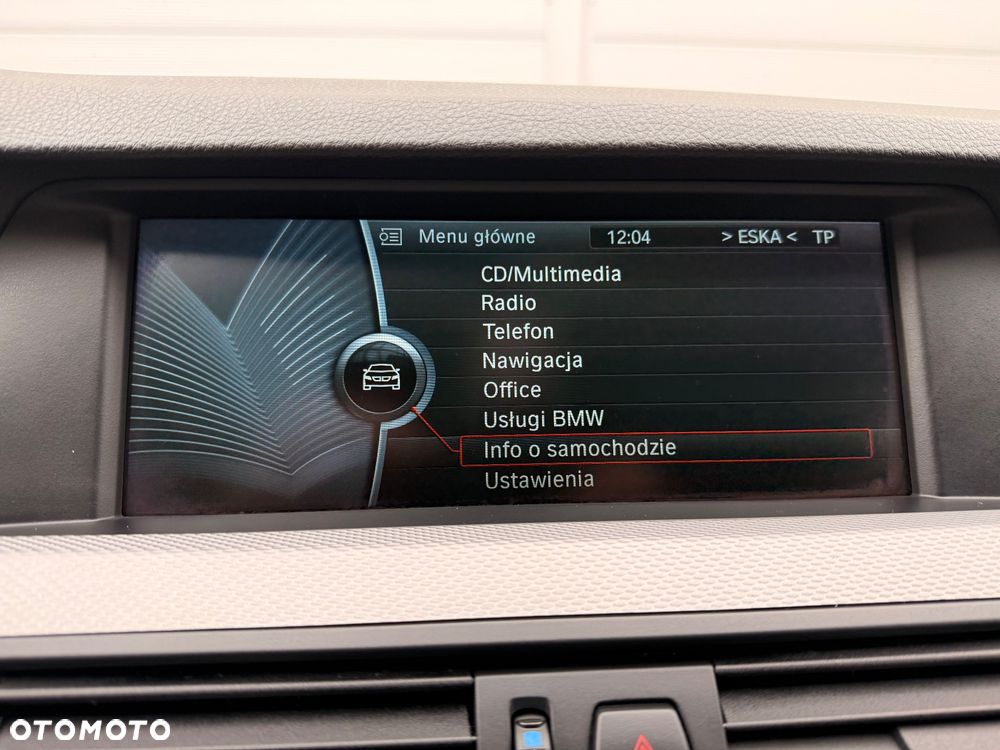 Menu główne 12:04 > ESKA < TP
CD/Multimedia
Radio
Telefon
Nawigacja
Office
Usługi BMW
Info o samochodzie
Ustawienia
OTOMOTO